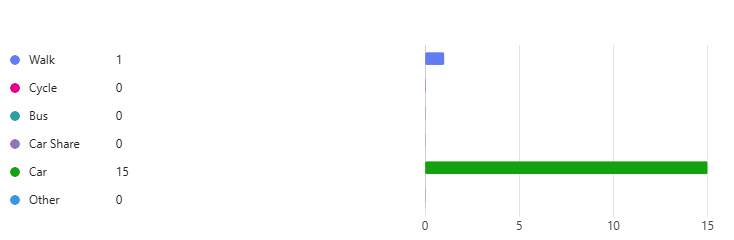 Walk 1
Cycle 0
Bus 0
Car Share 0
Car 15
Other 0
0 5 10 15